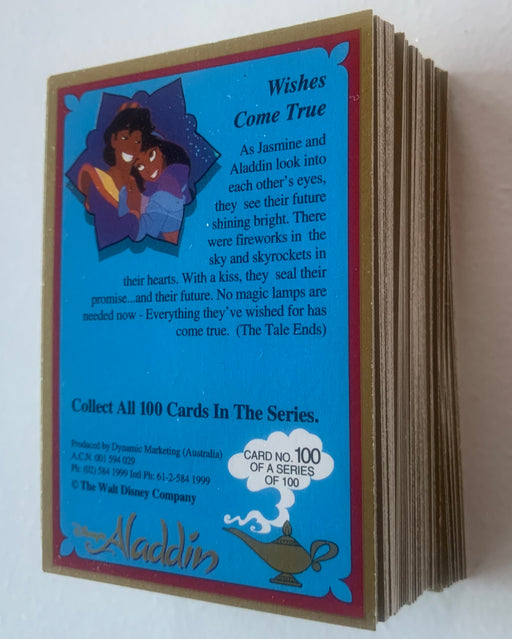 Wishes
Come True
As Jasmine and
Aladdin look into
each other's eyes,
they see their future
shining bright. There
were fireworks in the
sky and skyrockets in
their hearts. With a kiss, they seal their
promise...and their future. No magic lamps are
needed now - Everything they've wished for has
come true. (The Tale Ends)
Collect All 100 Cards In The Series.
Produced by Dynamic Marketing (Australia)
A.C.N. 001 594 029
Ph: (02) 584 1999 Intl Ph: 61-2-584 1999
© The Walt Disney Company
CARD NO. 100
OF A SERIES
OF 100
Disney's Aladdin